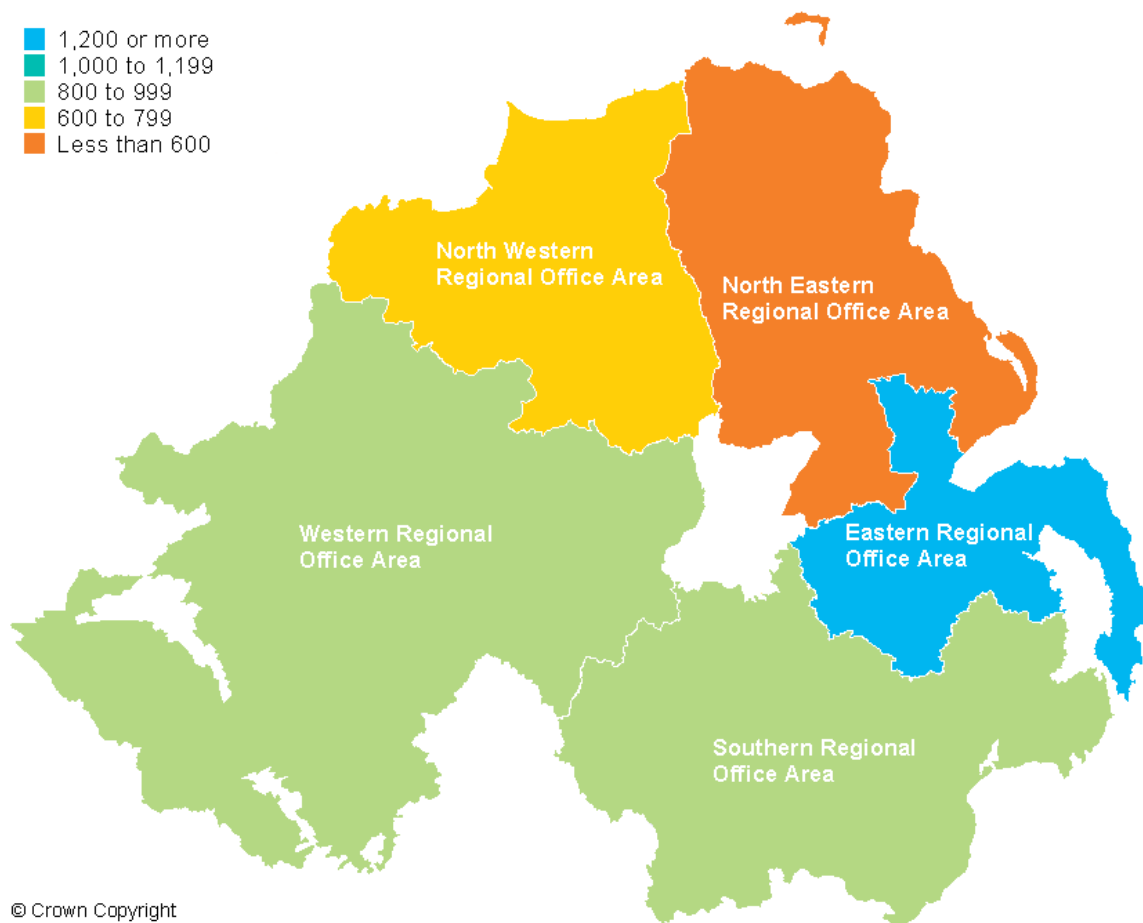 1,200 or more
1,000 to 1,199
800 to 999
600 to 799
Less than 600
North Western
Regional Office Area
North Eastern
Regional Office Area
Western Regional
Office Area
Eastern Regional
Office Area
Southern Regional
Office Area
© Crown Copyright